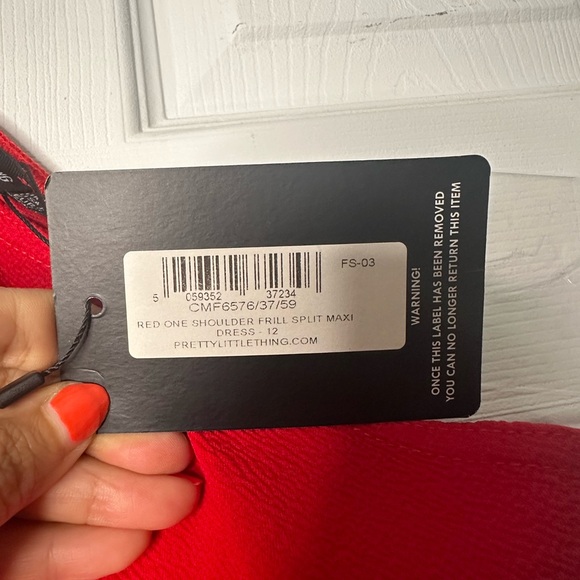 FS-03
5 059352 37234
CMF6576/37/59
RED ONE SHOULDER FRILL SPLIT MAXI
DRESS - 12
PRETTYLITTLETHING.COM
WARNING!
ONCE THIS LABEL HAS BEEN REMOVED
YOU CAN NO LONGER RETURN THIS ITEM